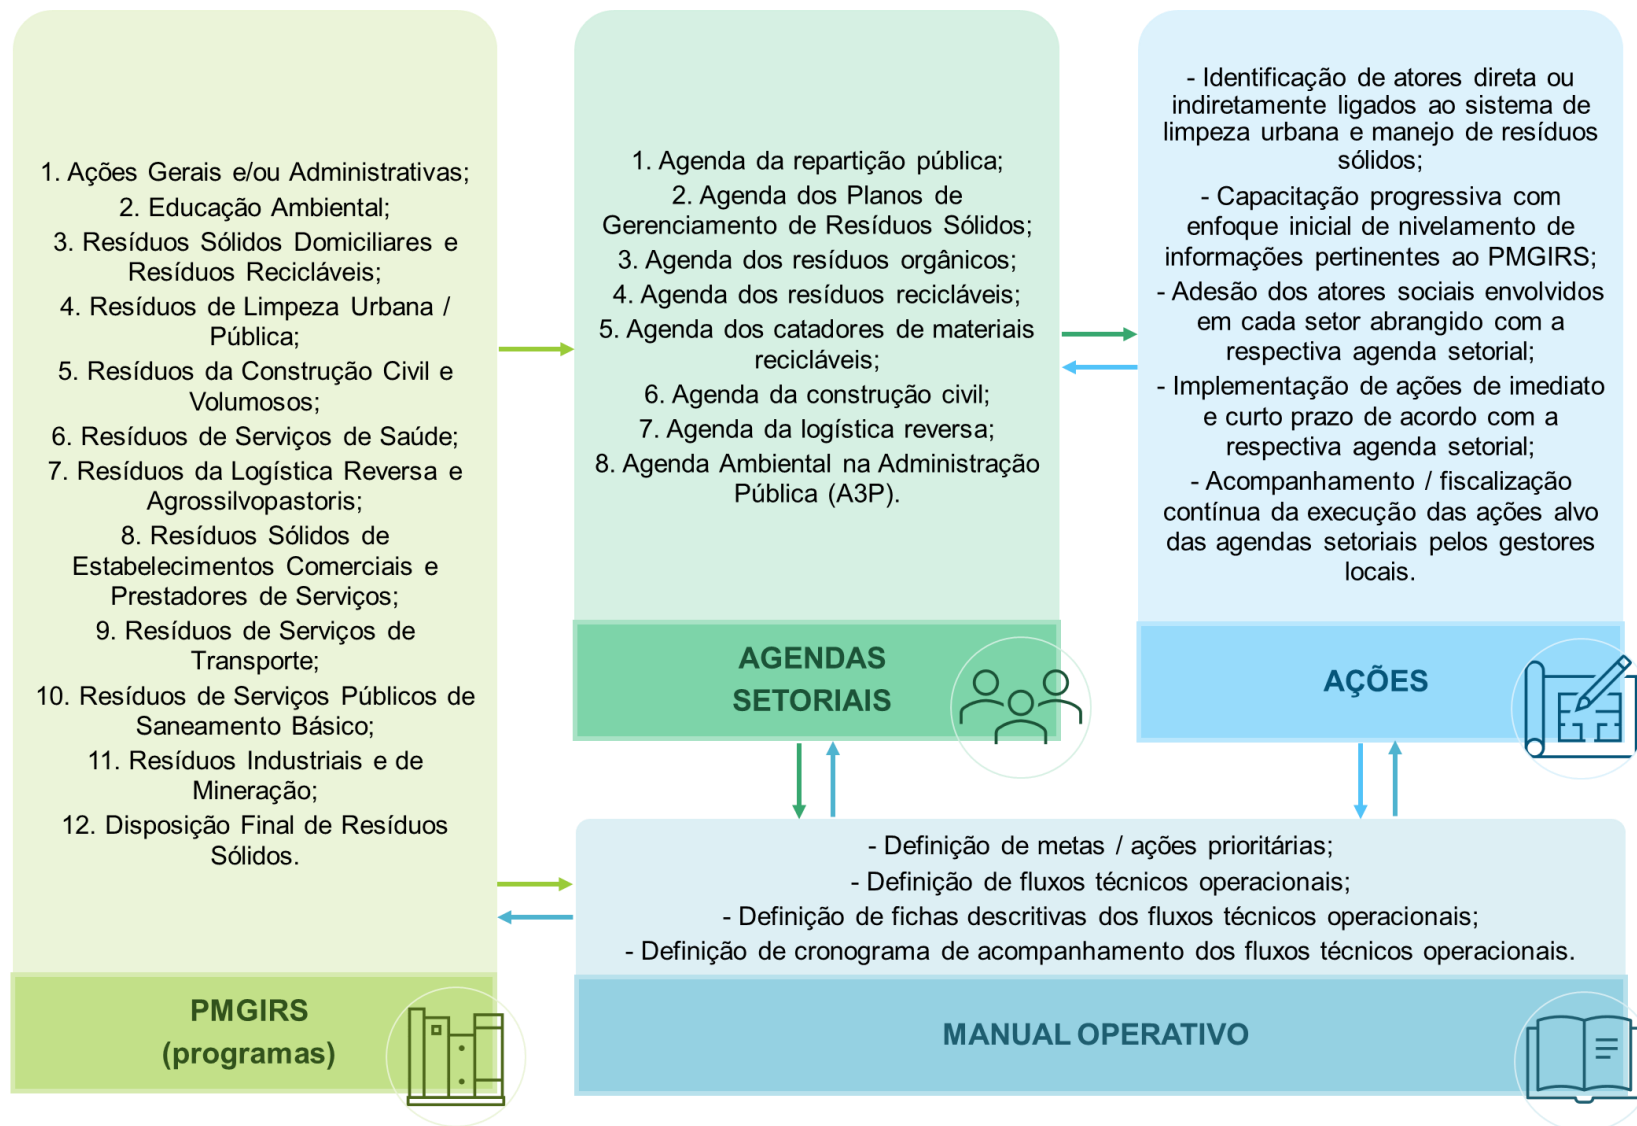 1. Ações Gerais e/ou Administrativas;
2. Educação Ambiental;
3. Resíduos Sólidos Domiciliares e
Resíduos Recicláveis;
4. Resíduos de Limpeza Urbana /
Pública;
5. Resíduos da Construção Civil e
Volumosos;
6. Resíduos de Serviços de Saúde;
7. Resíduos da Logística Reversa e
Agrossilvopastoris;
8. Resíduos Sólidos de
Estabelecimentos Comerciais e
Prestadores de Serviços;
9. Resíduos de Serviços de
Transporte;
10. Resíduos de Serviços Públicos de
Saneamento Básico;
11. Resíduos Industriais e de
Mineração;
12. Disposição Final de Resíduos
Sólidos.
PMGIRS
(programas)
1. Agenda da repartição pública;
2. Agenda dos Planos de
Gerenciamento de Resíduos Sólidos;
3. Agenda dos resíduos orgânicos;
4. Agenda dos resíduos recicláveis;
5. Agenda dos catadores de materiais
recicláveis;
6. Agenda da construção civil;
7. Agenda da logística reversa;
8. Agenda Ambiental na Administração
Pública (A3P).
AGENDAS
SETORIAIS
- Identificação de atores direta ou
indiretamente ligados ao sistema de
limpeza urbana e manejo de resíduos
sólidos;
- Capacitação progressiva com
enfoque inicial de nivelamento de
informações pertinentes ao PMGIRS;
- Adesão dos atores sociais envolvidos
em cada setor abrangido com a
respectiva agenda setorial;
- Implementação de ações de imediato
e curto prazo de acordo com a
respectiva agenda setorial;
- Acompanhamento / fiscalização
contínua da execução das ações alvo
das agendas setoriais pelos gestores
locais.
AÇÕES
- Definição de metas / ações prioritárias;
- Definição de fluxos técnicos operacionais;
- Definição de fichas descritivas dos fluxos técnicos operacionais;
- Definição de cronograma de acompanhamento dos fluxos técnicos operacionais.
MANUAL OPERATIVO